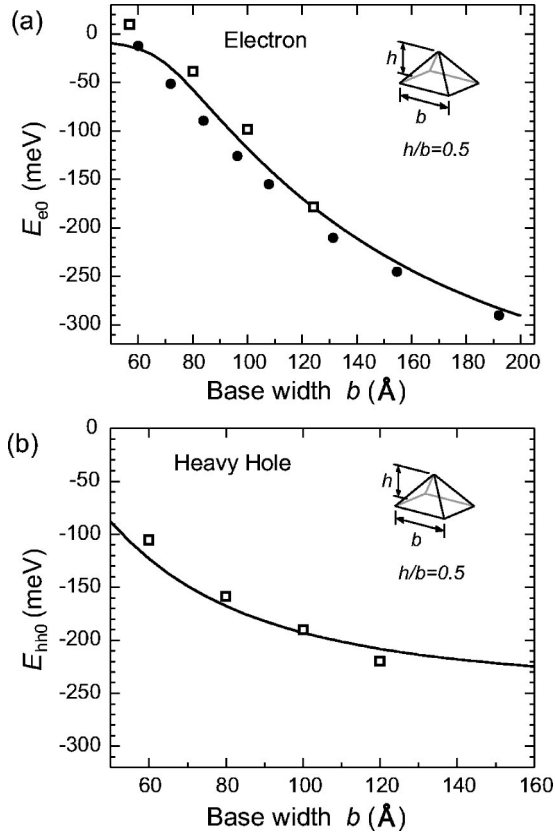 (a)
0
-50
-100
-150
-200
-250
-300
E_e0 (meV)
Electron
h
b
h/b=0.5
60 80 100 120 140 160 180 200
Base width b (Å)
(b)
0
-50
-100
-150
-200
-250
-300
E_hh0 (meV)
Heavy Hole
h
b
h/b=0.5
60 80 100 120 140 160
Base width b (Å)